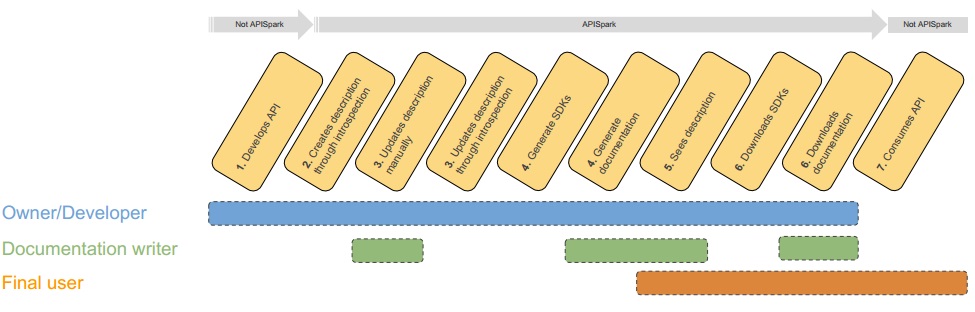 Not APISpark
APISpark
Not APISpark
1. Develops API
2. Creates description
through introspection
3. Updates description
manually
3. Updates description
through introspection
4. Generate SDKs
4. Generate
documentation
5. Sees description
6. Downloads SDKs
6. Downloads
documentation
7. Consumes API
Owner/Developer
Documentation writer
Final user